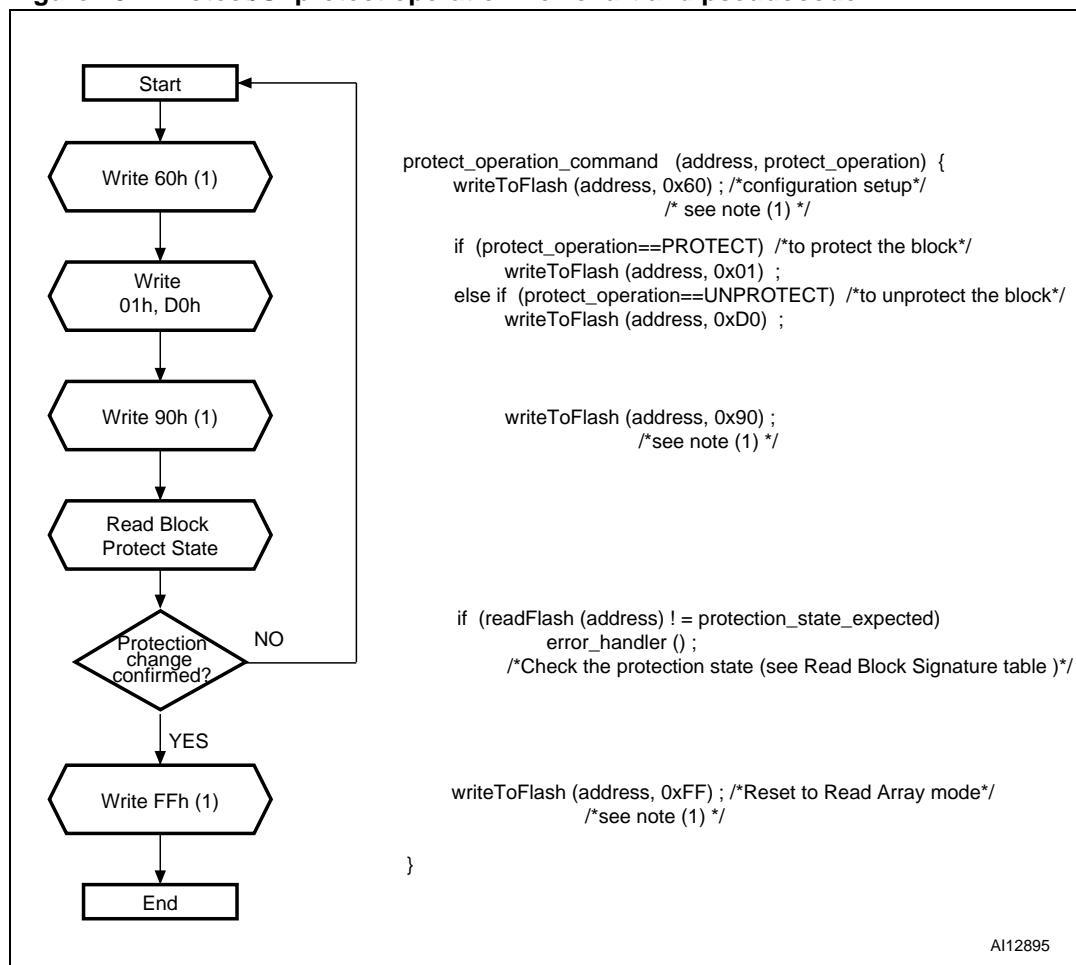 Start
Write 60h (1)
Write
01h, D0h
Write 90h (1)
Read Block
Protect State
Protection
change
confirmed?
NO
YES
Write FFh (1)
End
protect_operation_command (address, protect_operation) {
writeToFlash (address, 0x60) ; /*configuration setup*/
/* see note (1) */
if (protect_operation==PROTECT) /*to protect the block*/
writeToFlash (address, 0x01) ;
else if (protect_operation==UNPROTECT) /*to unprotect the block*/
writeToFlash (address, 0xD0) ;
writeToFlash (address, 0x90) ;
/*see note (1) */
if (readFlash (address) ! = protection_state_expected)
error_handler () ;
/*Check the protection state (see Read Block Signature table )*/
writeToFlash (address, 0xFF) ; /*Reset to Read Array mode*/
/*see note (1) */
}
AI12895